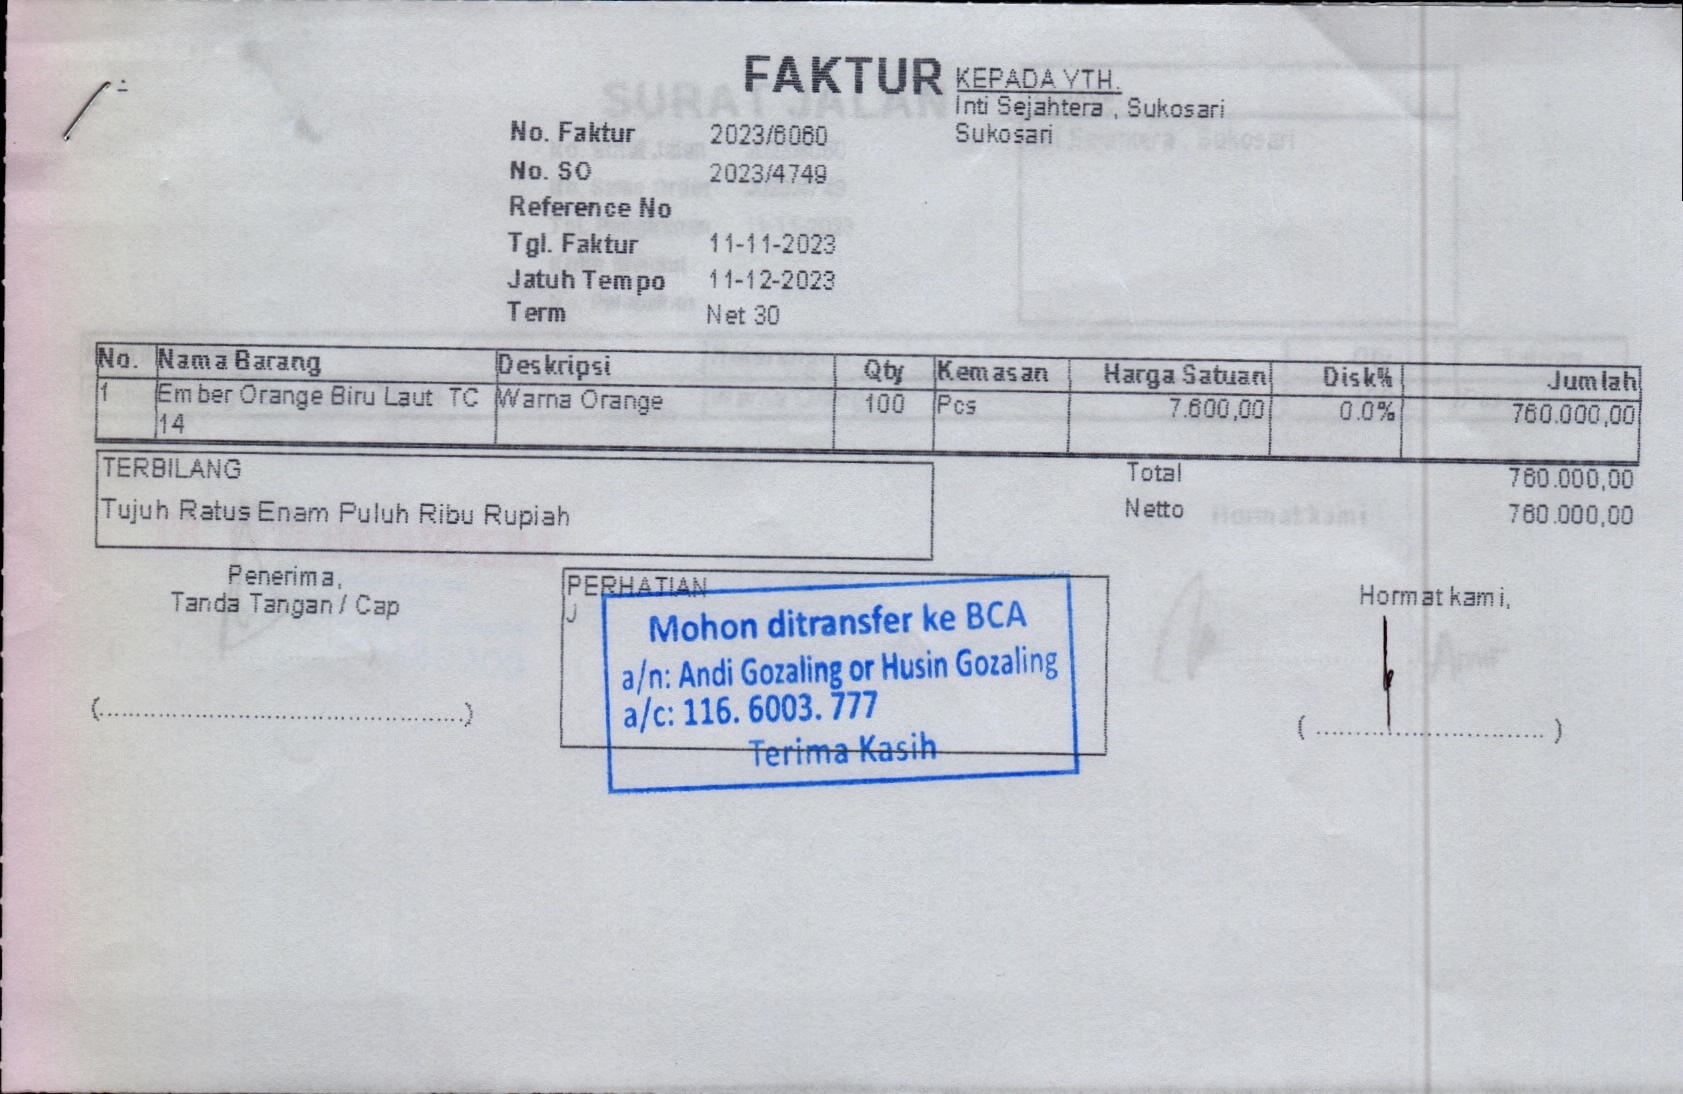 FAKTUR
KEPADA YTH.
Inti Sejahtera , Sukosari
Sukosari
No. Faktur 2023/6060
No. SO 2023/4749
Reference No
Tgl. Faktur 11-11-2023
Jatuh Tempo 11-12-2023
Term Net 30
No. Nama Barang Deskripsi Qty Kemasan Harga Satuan Disk% Jumlah
1 Ember Orange Biru Laut TC Warna Orange 100 Pcs 7.600,00 0.0% 760.000,00
14
TERBILANG
Tujuh Ratus Enam Puluh Ribu Rupiah
Total 760.000,00
Netto 760.000,00
Penerima,
Tanda Tangan / Cap
(..................................................)
PERHATIAN
Mohon ditransfer ke BCA
a/n: Andi Gozaling or Husin Gozaling
a/c: 116. 6003. 777
Terima Kasih
Hormat kami,
( ............................... )
SURAT JALAN